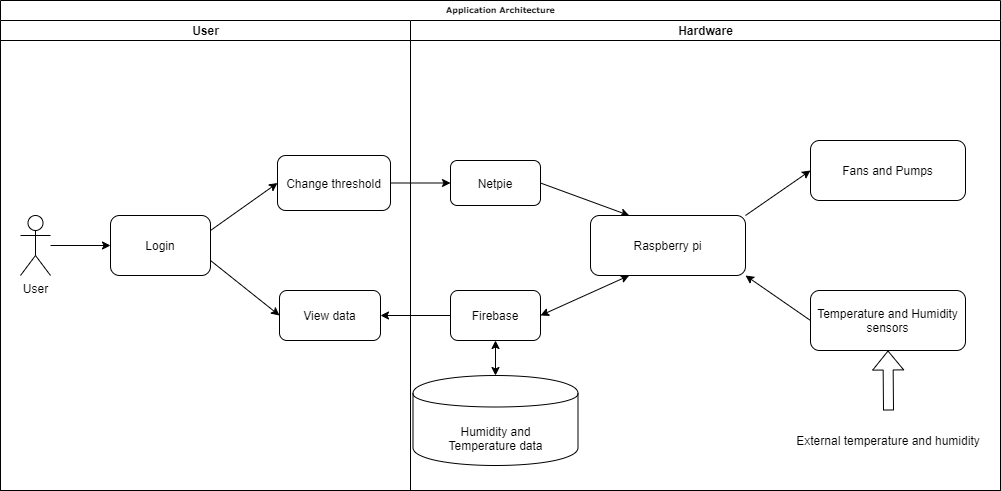 Application Architecture
User
Hardware
Change threshold
Netpie
Fans and Pumps
Login
Raspberry pi
User
View data
Firebase
Temperature and Humidity
sensors
Humidity and
Temperature data
External temperature and humidity